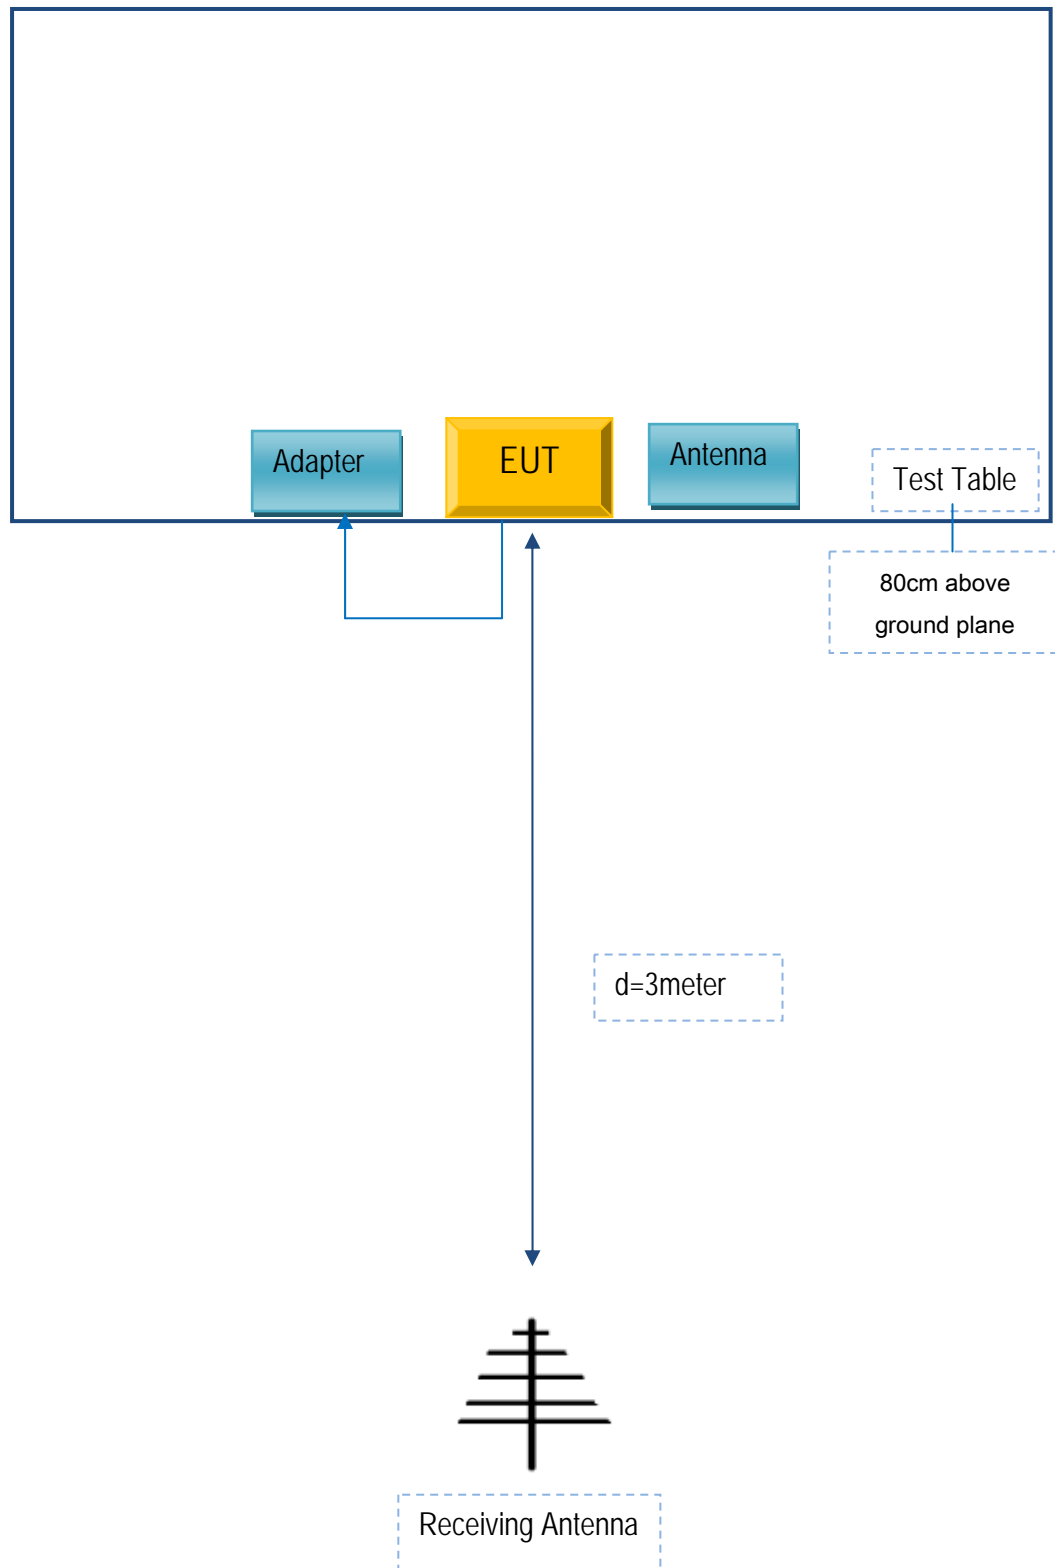 Adapter
EUT
Antenna
Test Table
80cm above
ground plane
d=3meter
Receiving Antenna